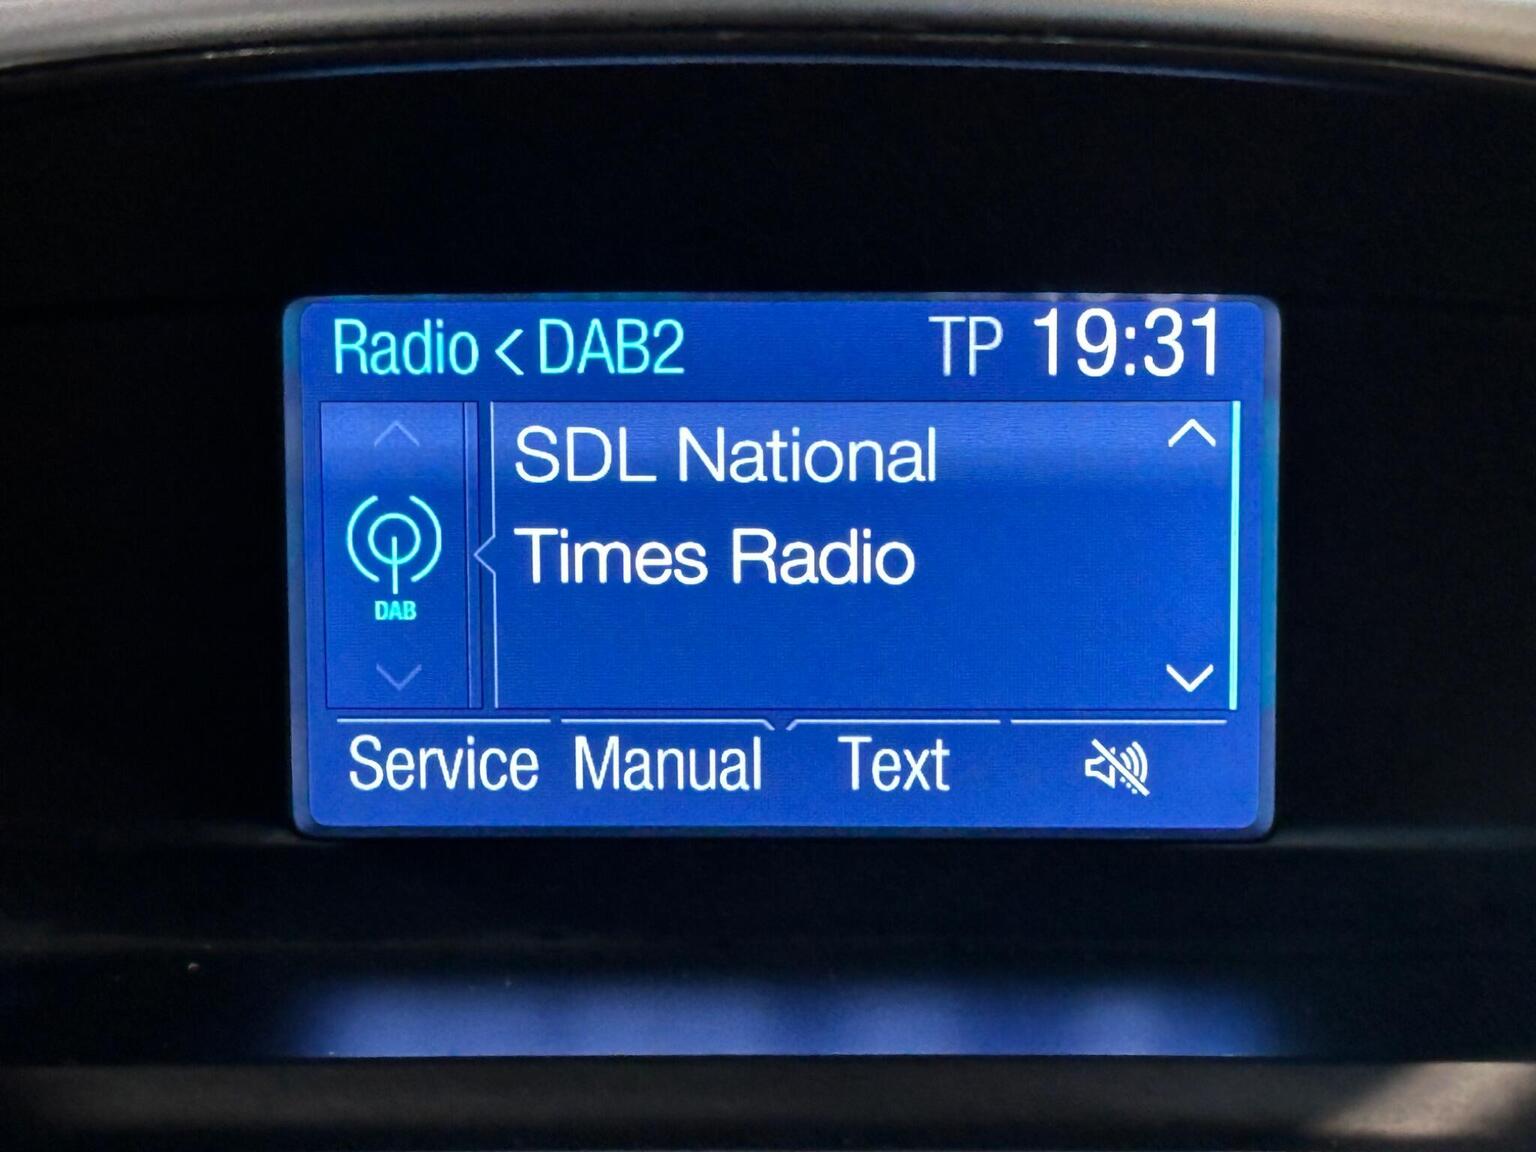 Radio < DAB2 TP 19:31
SDL National
Times Radio
DAB
Service Manual Text